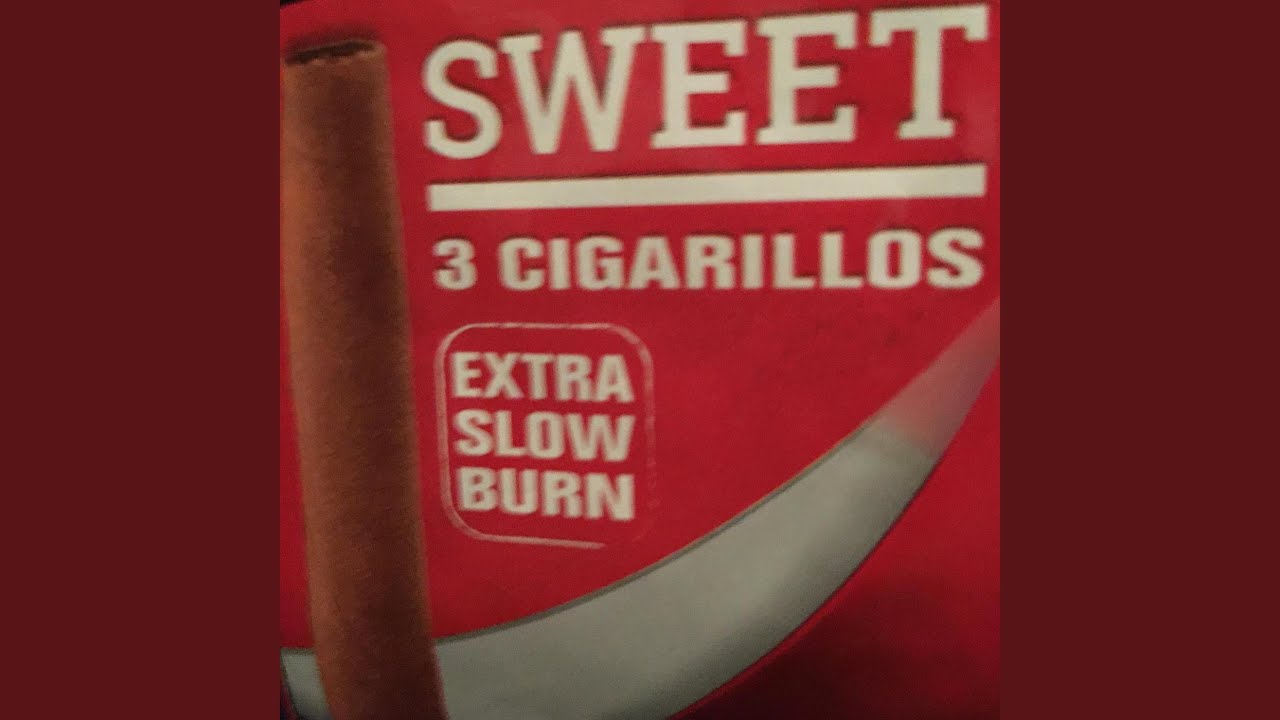 SWEET
3 CIGARILLOS
EXTRA
SLOW
BURN